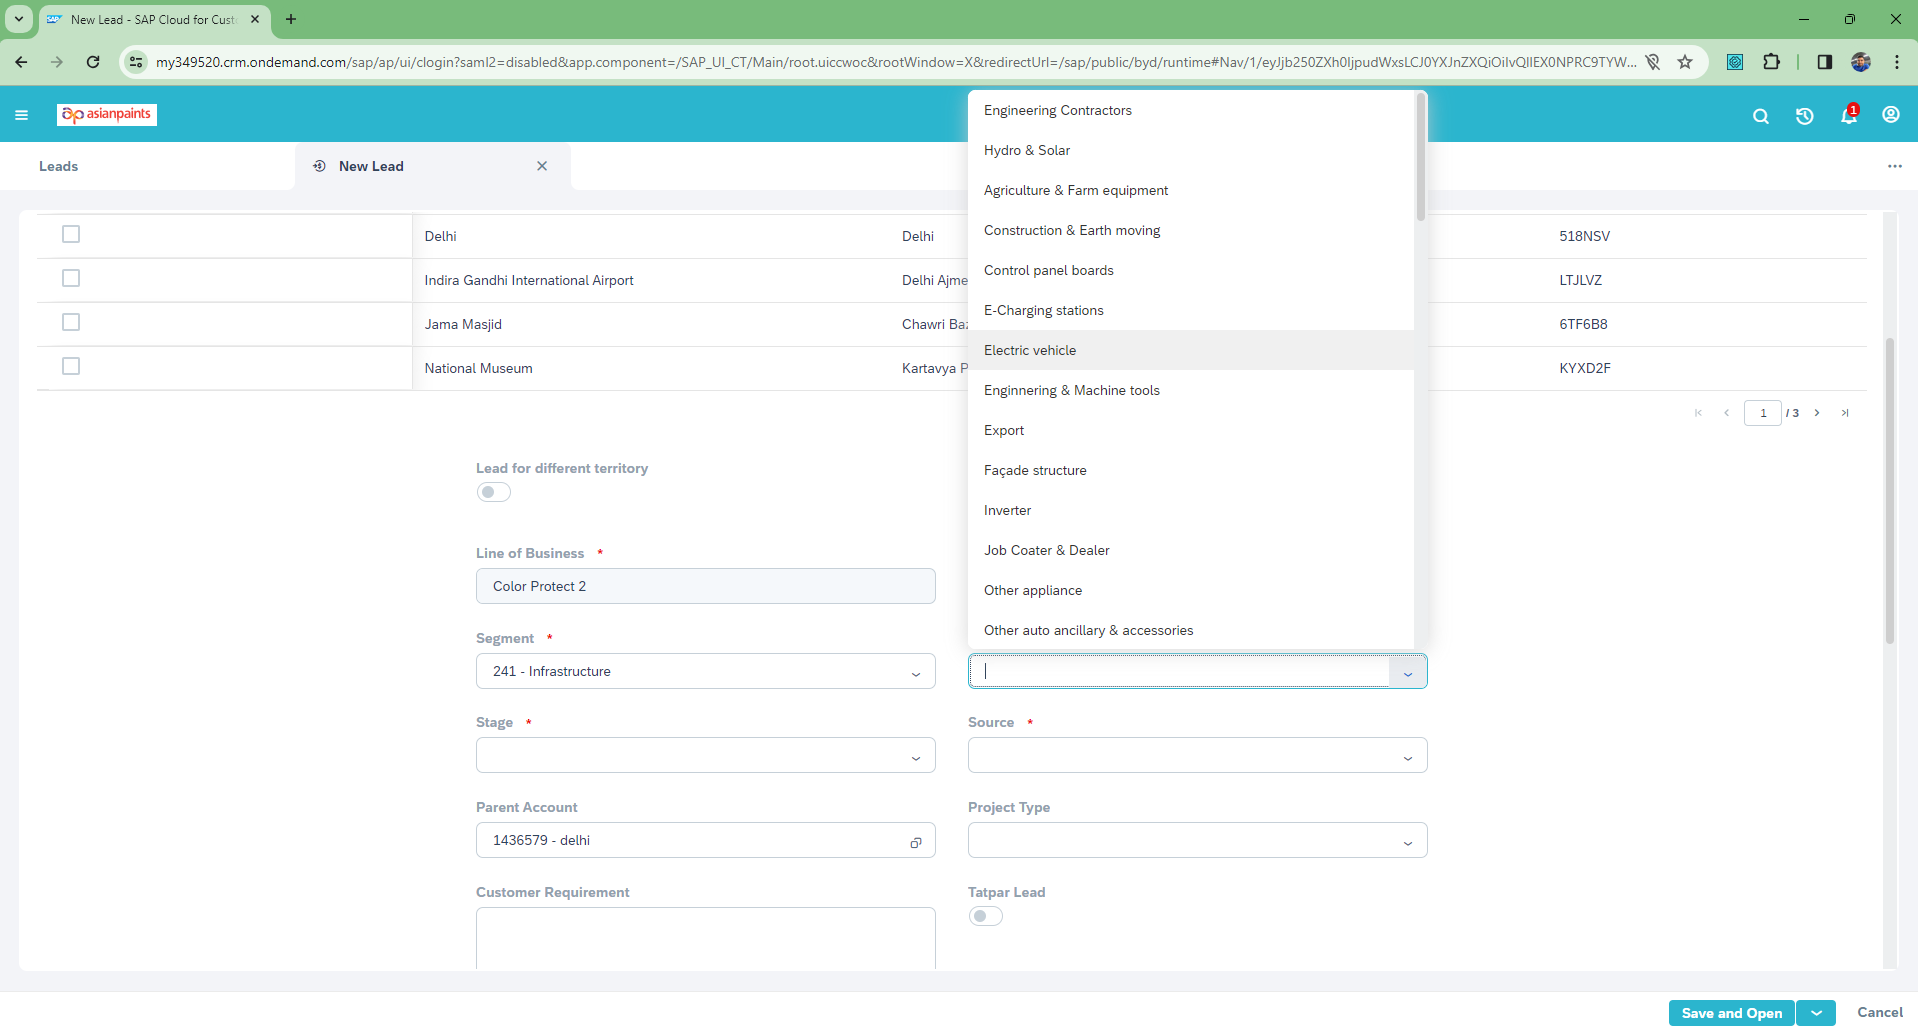 New Lead - SAP Cloud for Cust
my349520.crm.ondemand.com/sap/ap/ui/clogin?saml2=disabled&app.component=/SAP_UI_CT/Main/root.uiccwoc&rootWindow=X&redirectUrl=/sap/public/byd/runtime#Nav/1/eyJjb250ZXh0IjpudWxsLCJ0YXJnZXQiOiIvQllEX0NPRC9TYW...
asianpaints
1
Leads
New Lead
Delhi Delhi 518NSV
Indira Gandhi International Airport Delhi Ajme LTJLVZ
Jama Masjid Chawri Baz 6TF6B8
National Museum Kartavya P KYXD2F
1 / 3
Engineering Contractors
Hydro & Solar
Agriculture & Farm equipment
Construction & Earth moving
Control panel boards
E-Charging stations
Electric vehicle
Enginnering & Machine tools
Export
Façade structure
Inverter
Job Coater & Dealer
Other appliance
Other auto ancillary & accessories
Lead for different territory
Line of Business *
Color Protect 2
Segment *
241 - Infrastructure
Stage * Source *
Parent Account Project Type
1436579 - delhi
Customer Requirement Tatpar Lead
Save and Open Cancel